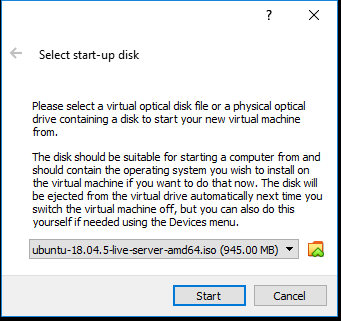 ?
Select start-up disk
Please select a virtual optical disk file or a physical optical
drive containing a disk to start your new virtual machine
from.
The disk should be suitable for starting a computer from and
should contain the operating system you wish to install on
the virtual machine if you want to do that now. The disk will
be ejected from the virtual drive automatically next time you
switch the virtual machine off, but you can also do this
yourself if needed using the Devices menu.
ubuntu-18.04.5-live-server-amd64.iso (945.00 MB)
Start Cancel